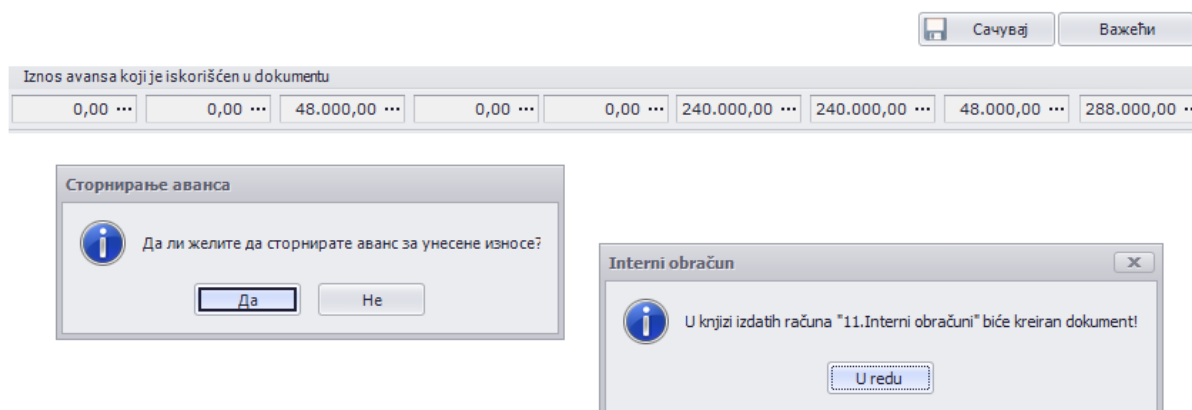 Сачувај Важећи
Iznos avansa koji je iskorišćen u dokumentu
0,00 ••• 0,00 ••• 48.000,00 ••• 0,00 ••• 0,00 ••• 240.000,00 ••• 240.000,00 ••• 48.000,00 ••• 288.000,00 ••
Сторнирање аванса
Да ли желите да сторнирате аванс за унесене износе?
Да Не
Interni obračun
U knjizi izdatih računa "11.Interni obračuni" biće kreiran dokument!
U redu